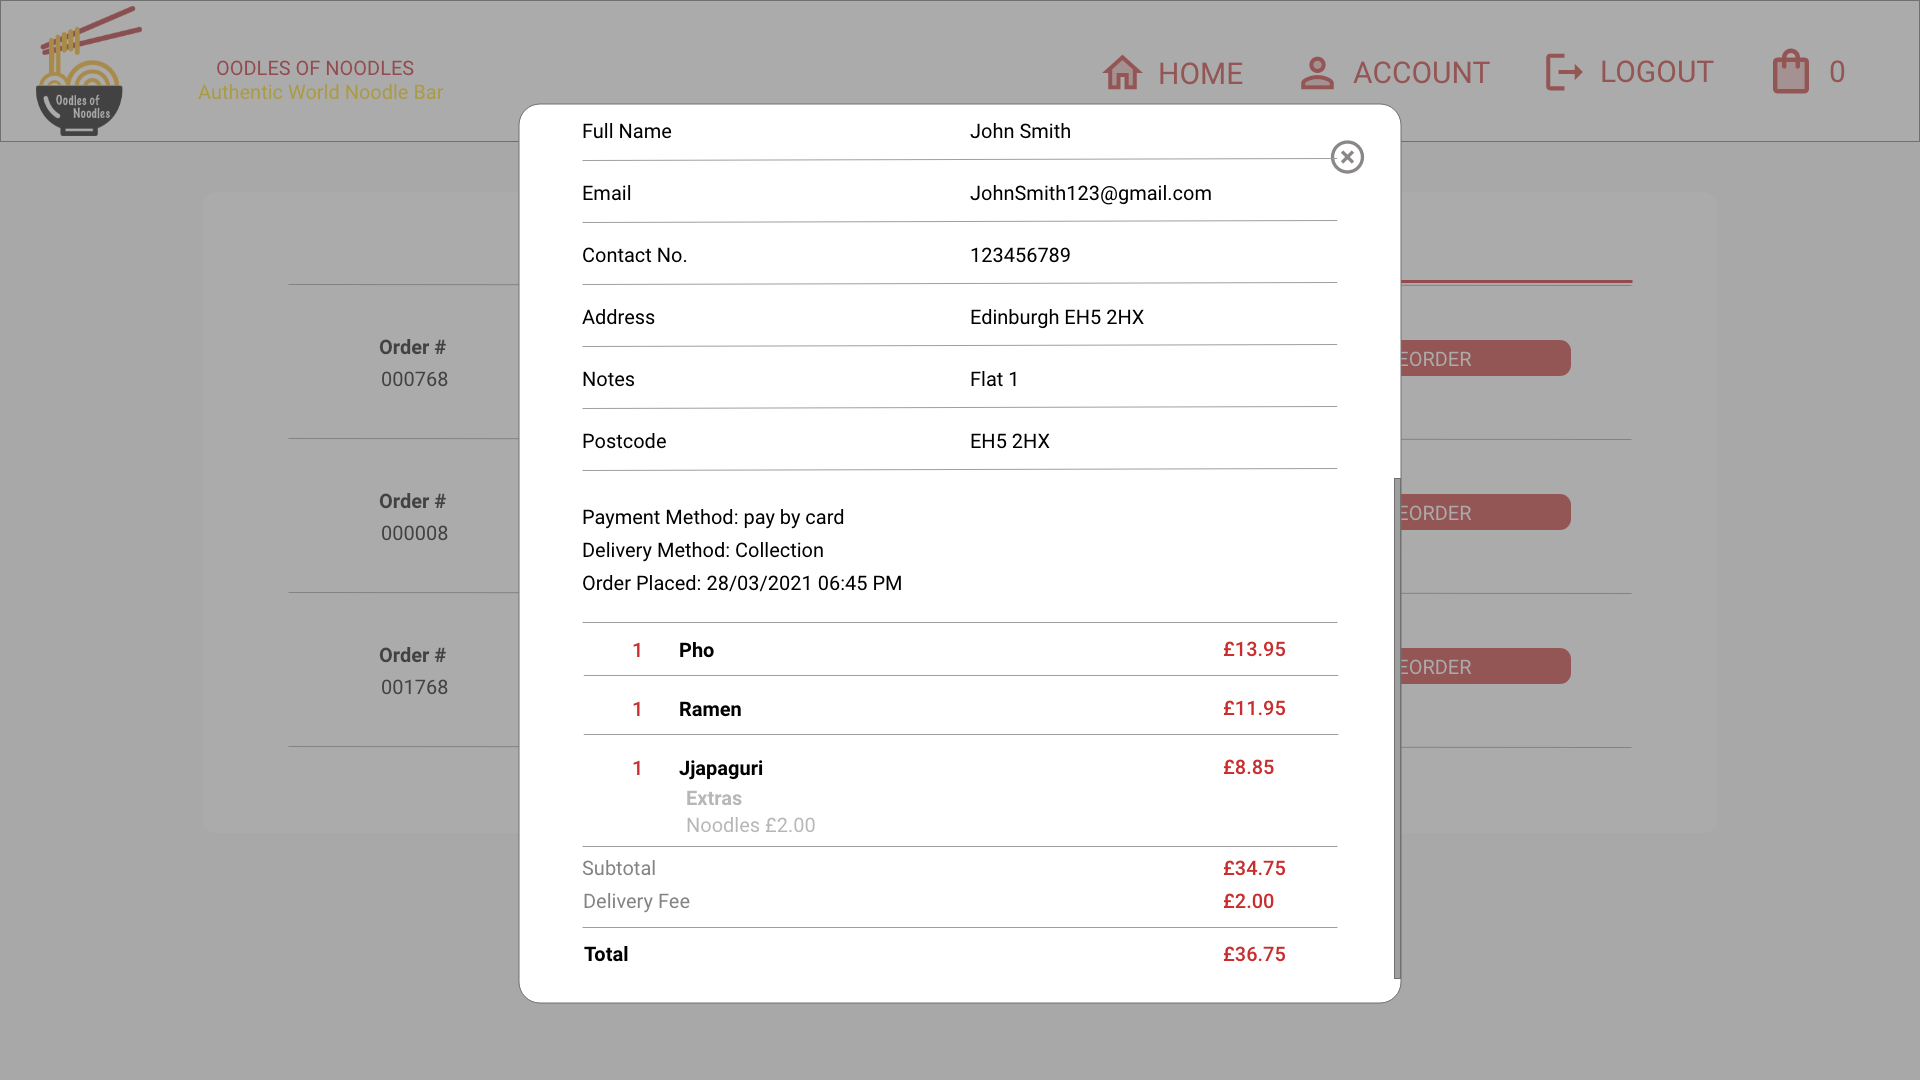 Oodles of
Noodles
OODLES OF NOODLES
Authentic World Noodle Bar
HOME
ACCOUNT
LOGOUT
0
Full Name John Smith
Email JohnSmith123@gmail.com
Contact No. 123456789
Address Edinburgh EH5 2HX
Notes Flat 1
Postcode EH5 2HX
Payment Method: pay by card
Delivery Method: Collection
Order Placed: 28/03/2021 06:45 PM
1 Pho £13.95
1 Ramen £11.95
1 Jjapaguri £8.85
Extras
Noodles £2.00
Subtotal £34.75
Delivery Fee £2.00
Total £36.75
Order #
000768
EORDER
Order #
000008
EORDER
Order #
001768
EORDER